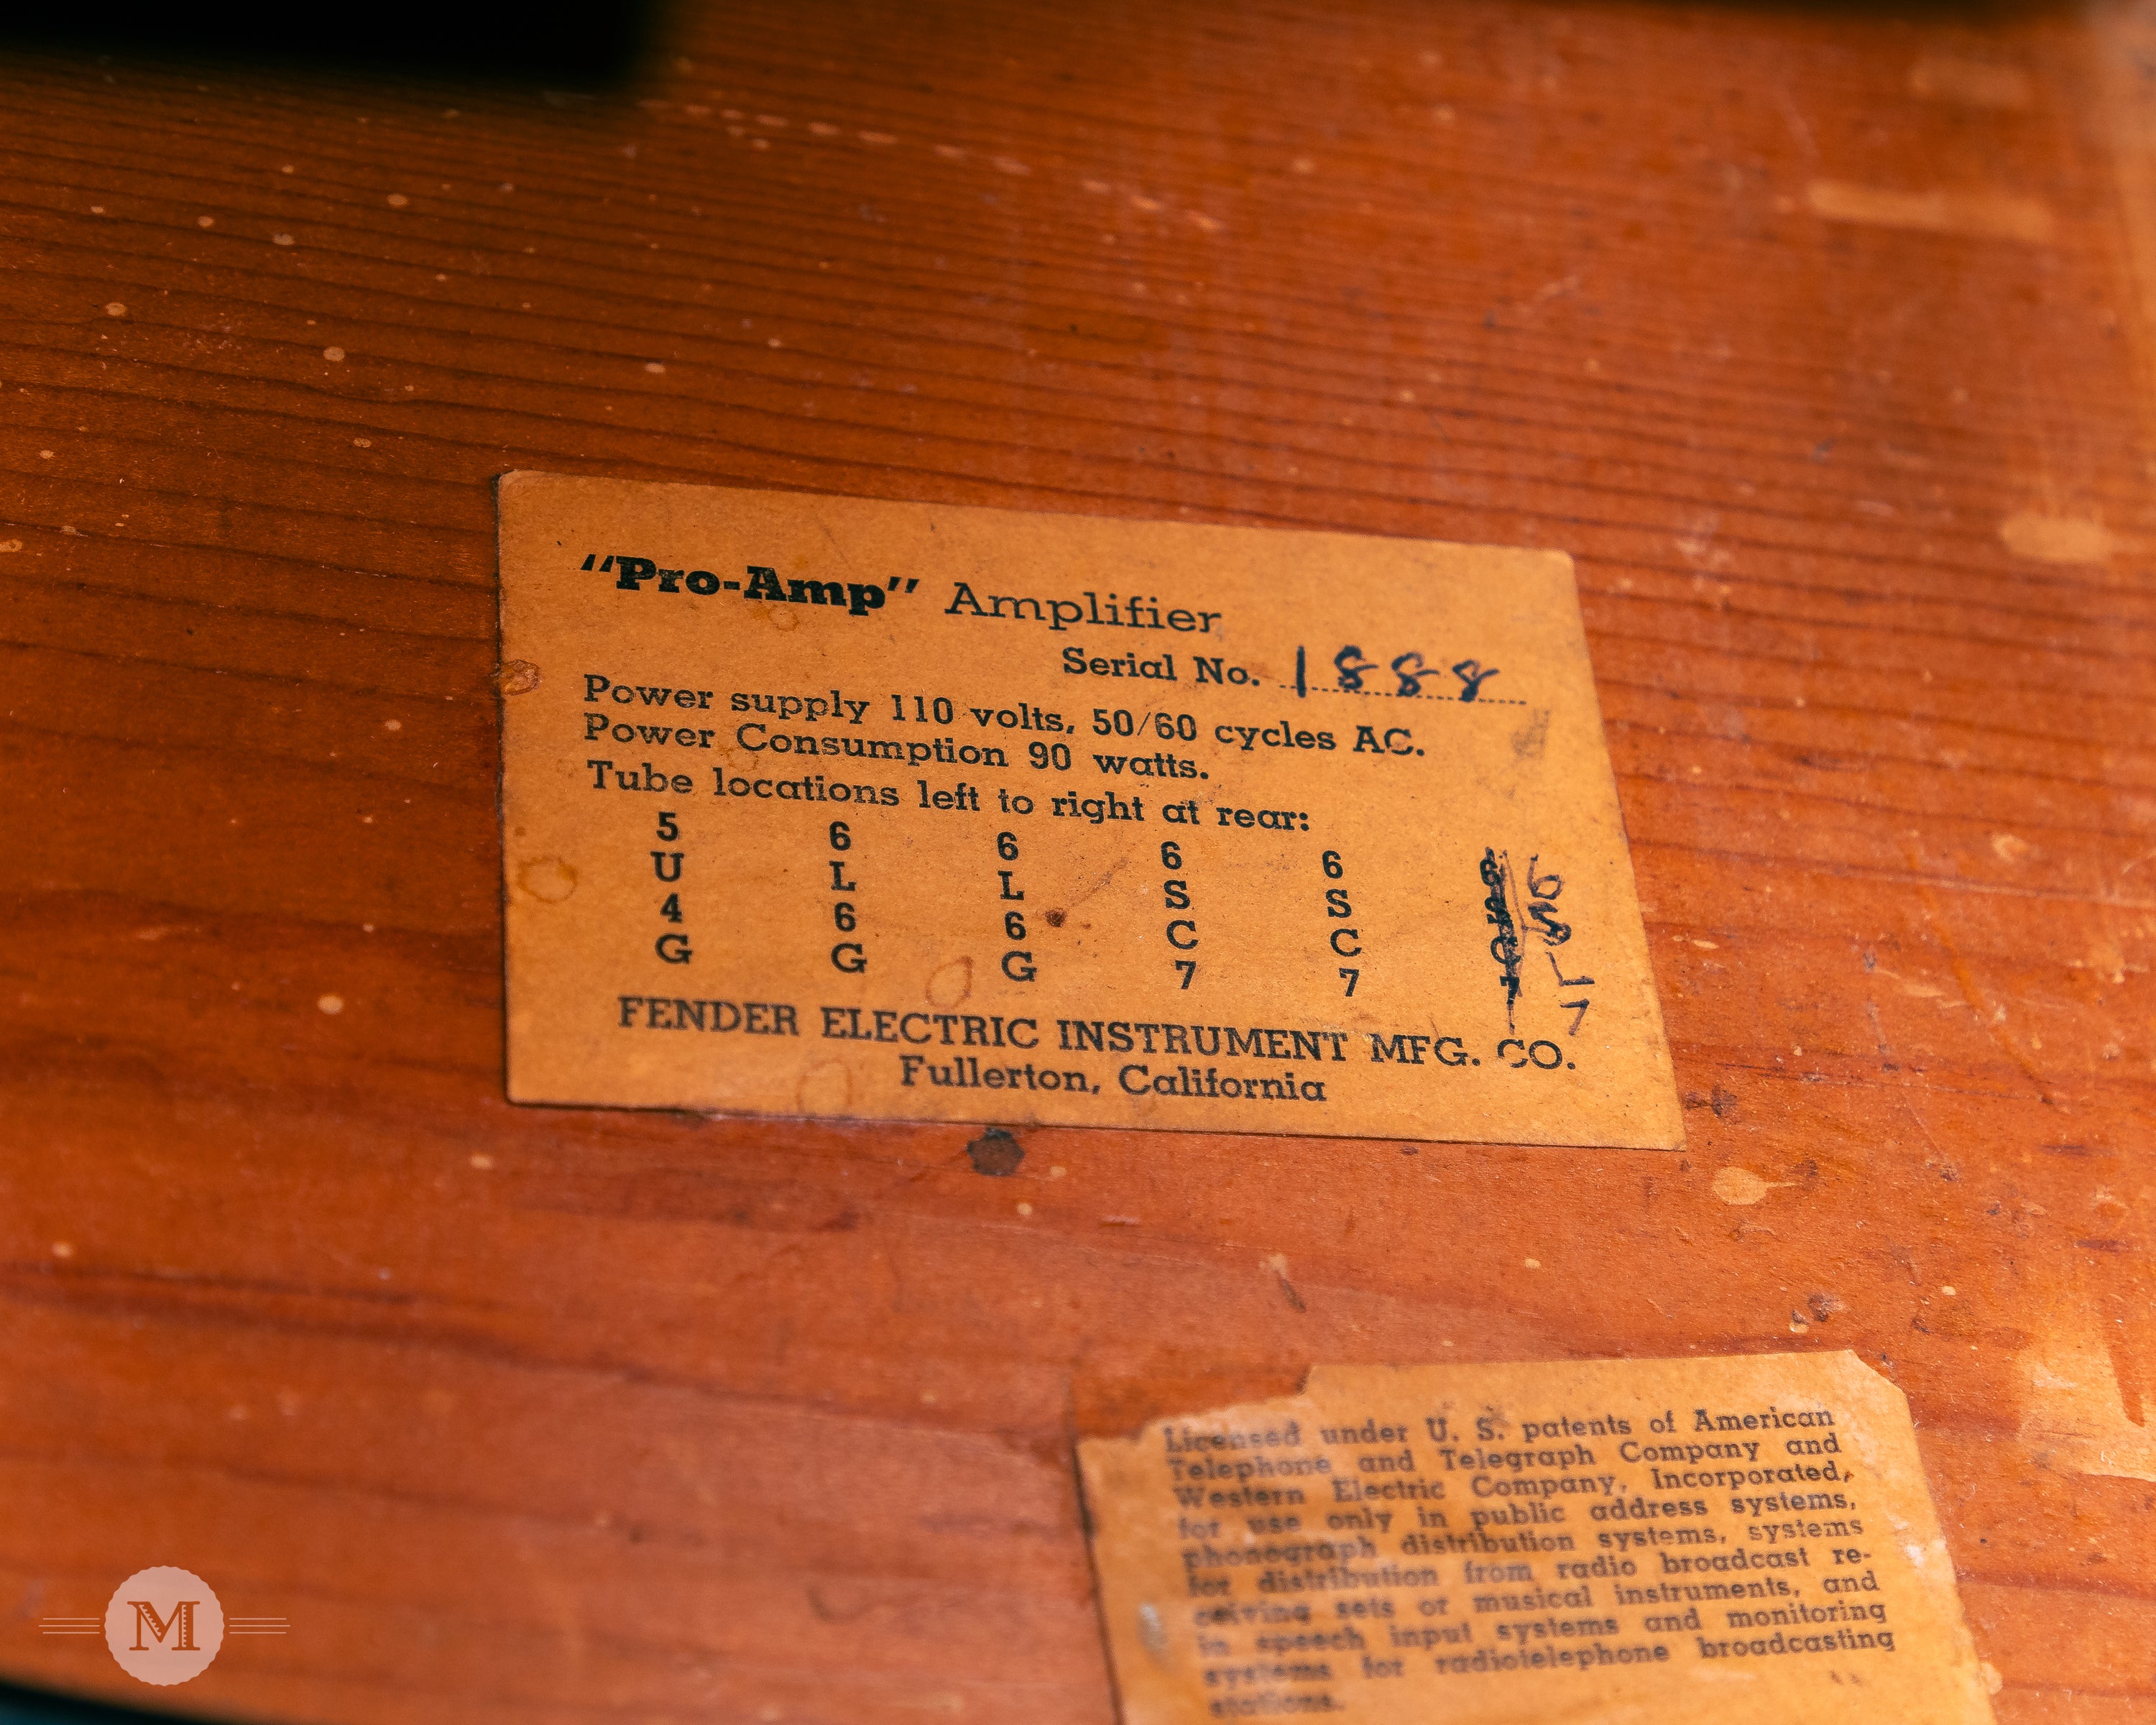 "Pro-Amp" Amplifier
Serial No. 1888
Power supply 110 volts, 50/60 cycles AC.
Power Consumption 90 watts.
Tube locations left to right at rear:
5 6 6 6 6 6
U L L S S S
4 6 6 C C L
G G G 7 7 7
FENDER ELECTRIC INSTRUMENT MFG. CO.
Fullerton, California
Licensed under U. S. patents of American
Telephone and Telegraph Company and
Western Electric Company, Incorporated,
for use only in public address systems,
phonograph distribution systems, systems
for distribution from radio broadcast re-
ceiving sets or musical instruments, and
in speech input systems and monitoring
systems for radiotelephone broadcasting
stations.
M